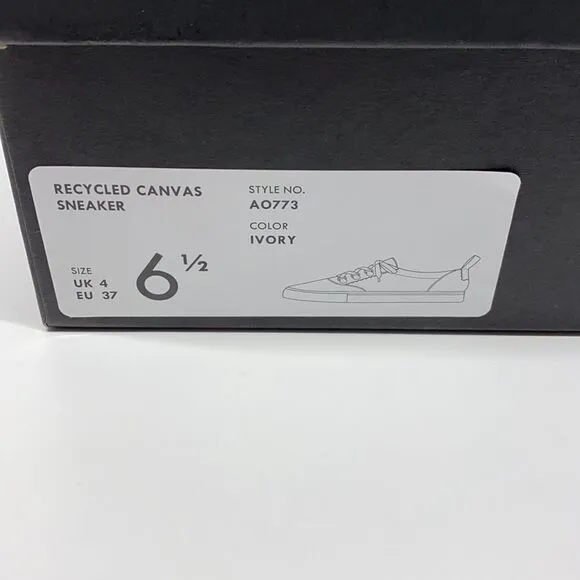 RECYCLED CANVAS
SNEAKER
STYLE NO.
AO773
COLOR
IVORY
SIZE
UK 4
EU 37
6 ½